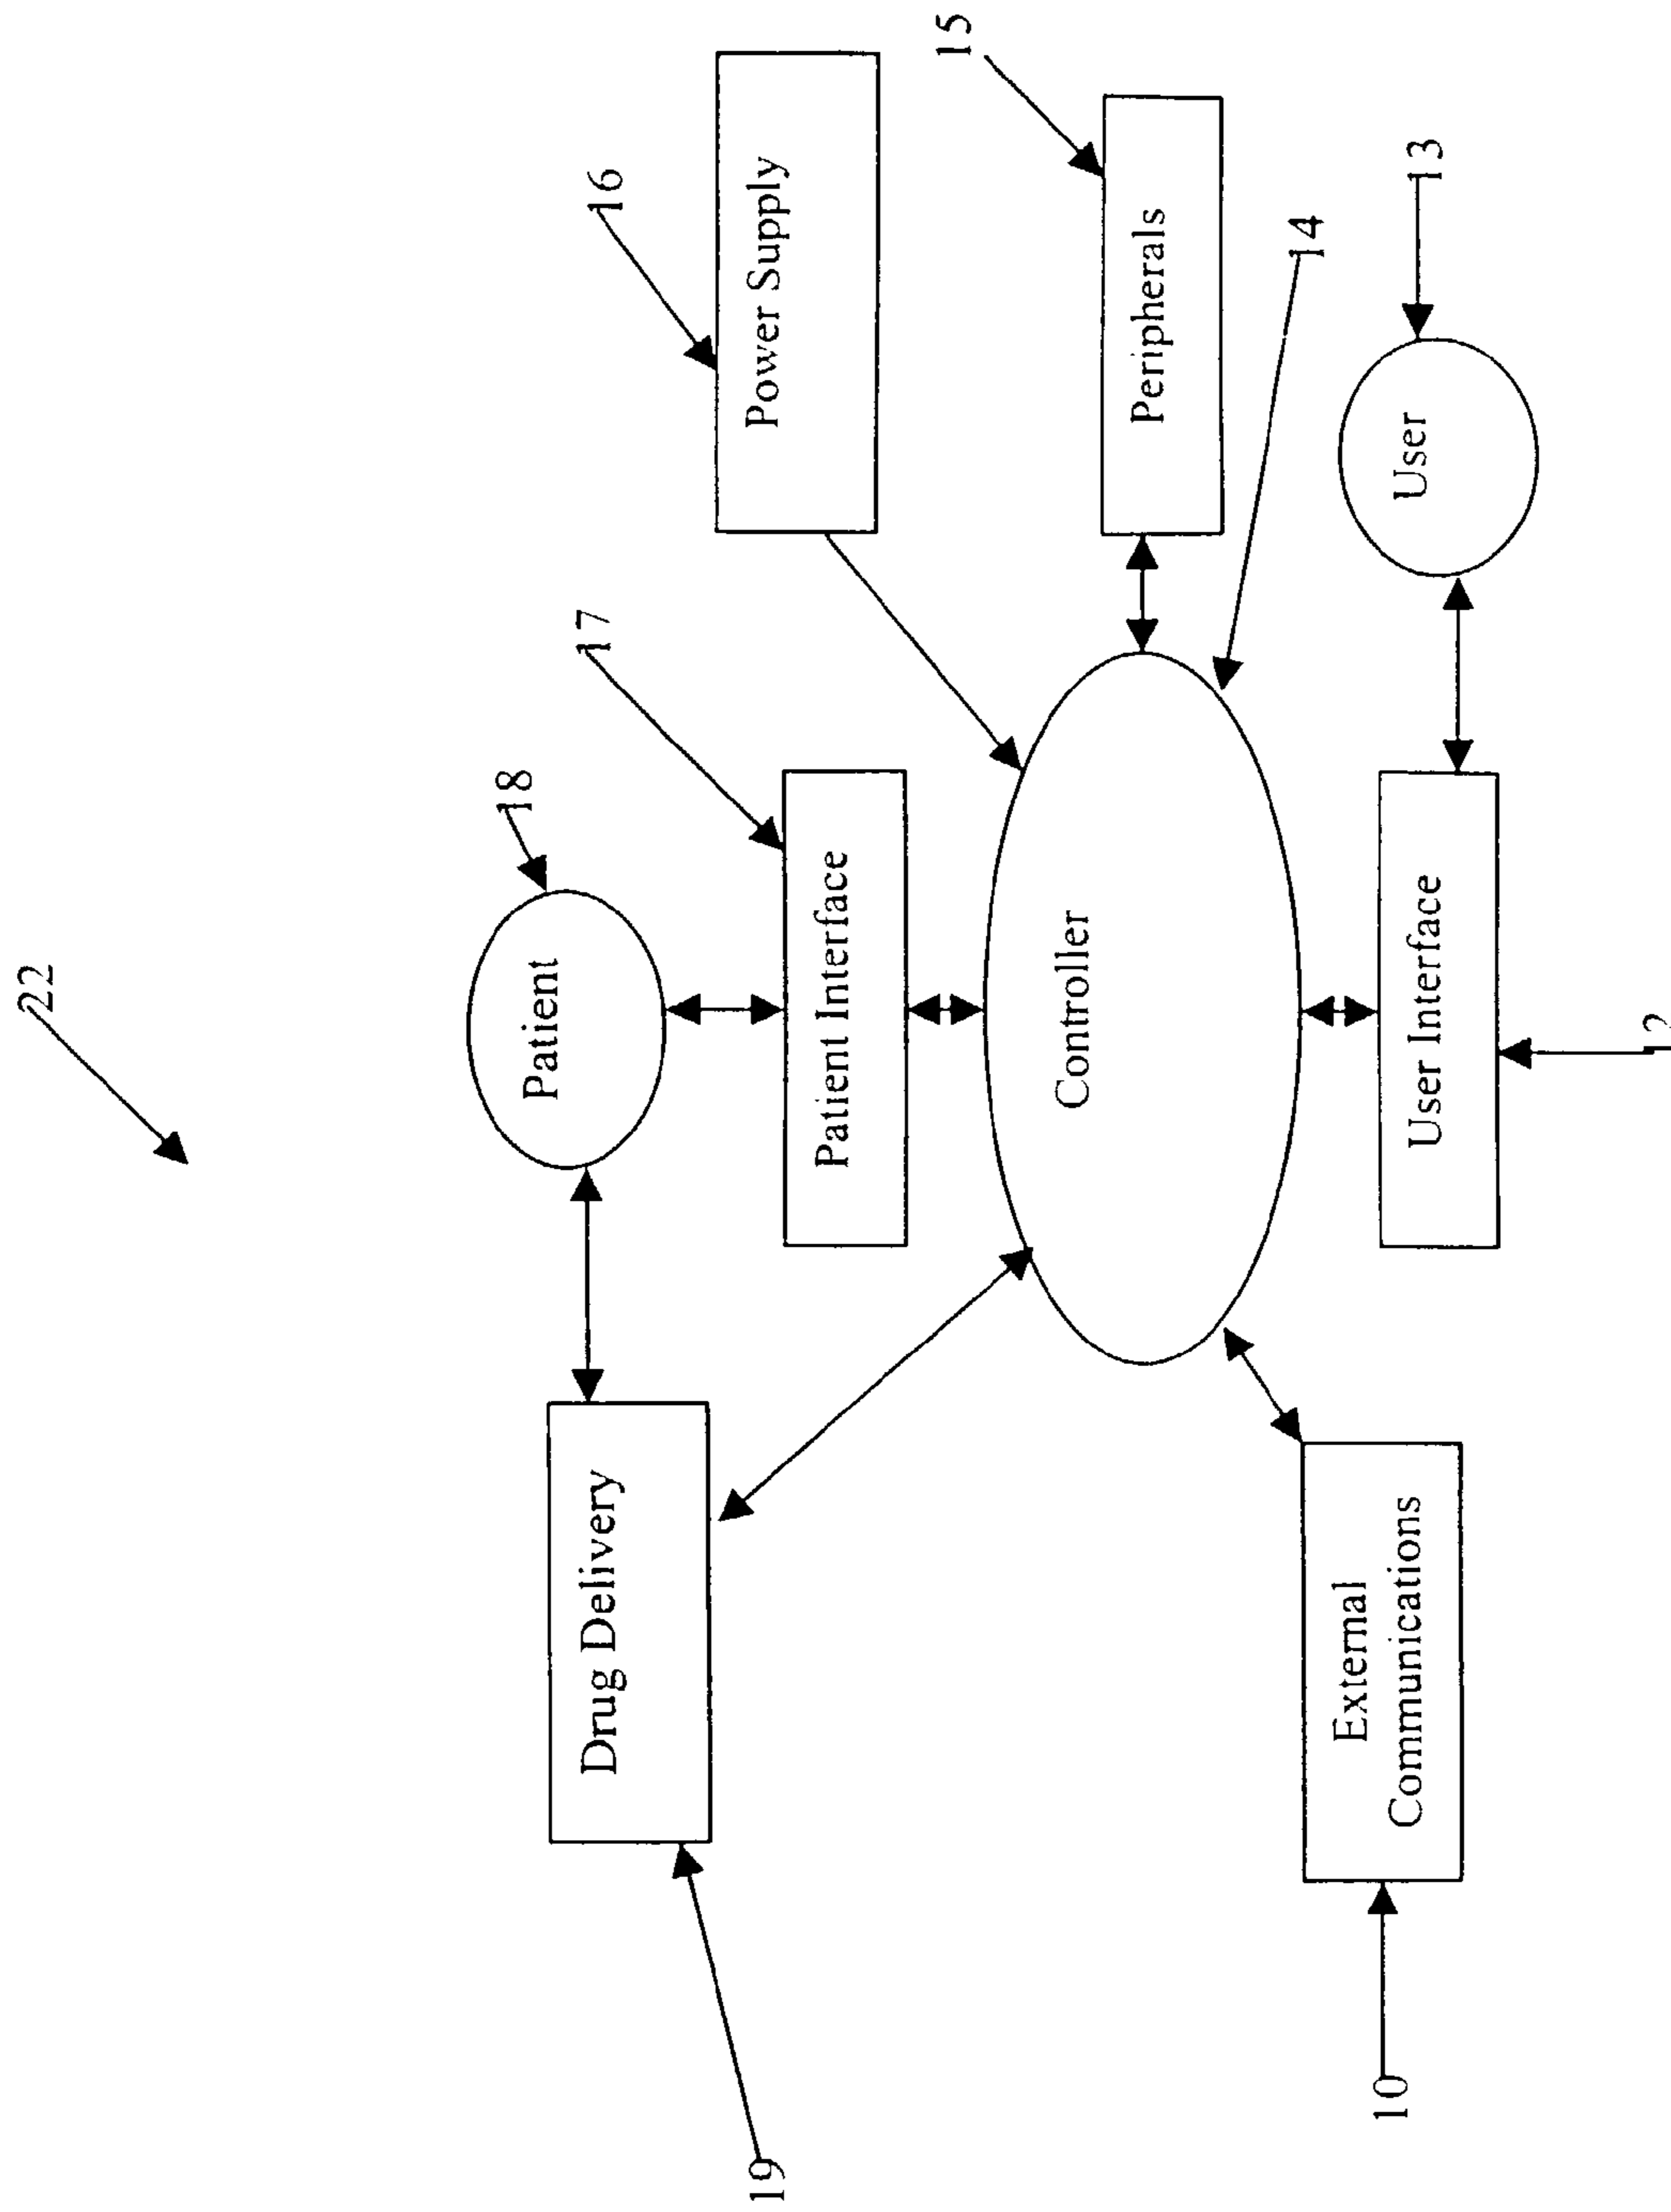 22
18
Patient
17
16
Drug Delivery
19
Patient Interface
Power Supply
15
Controller
Peripherals
14
10
External
Communications
User Interface
User
13
12